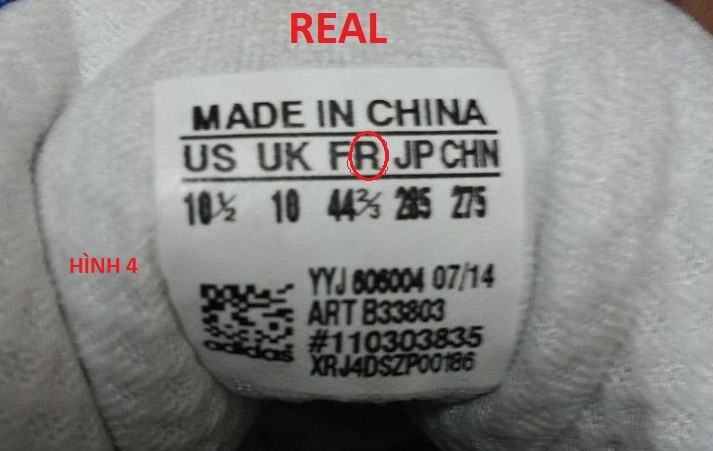 REAL
MADE IN CHINA
US UK FR JP CHN
10½ 10 44⅔ 285 275
HÌNH 4
YYJ 606004 07/14
ART B33803
#110303835
XRJ4DSZP00186
adidas